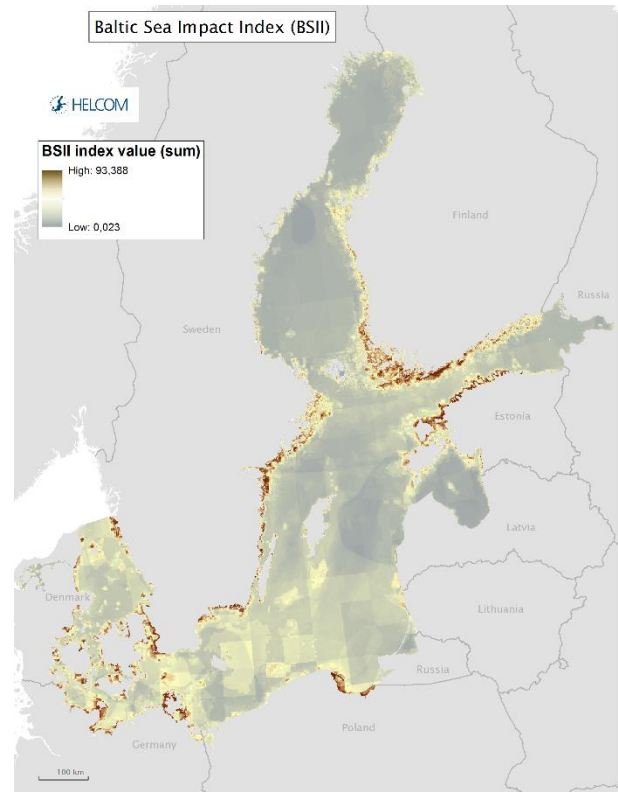 Baltic Sea Impact Index (BSII)
HELCOM
BSII index value (sum)
High: 93,388
Low: 0,023
Finland
Russia
Sweden
Estonia
Latvia
Denmark
Lithuania
Russia
Poland
Germany
100 km